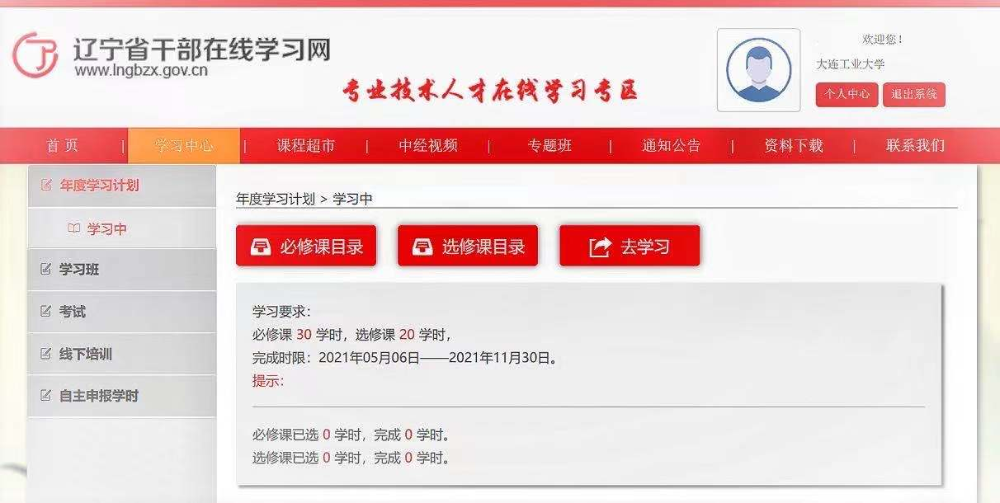 辽宁省干部在线学习网
www.lngbzx.gov.cn
专业技术人才在线学习专区
欢迎您！
大连工业大学
个人中心 退出系统
首页 | 学习中心 | 课程超市 | 中经视频 | 专题班 | 通知公告 | 资料下载 | 联系我们
年度学习计划
学习中
学习班
考试
线下培训
自主申报学时
年度学习计划 > 学习中
必修课目录 选修课目录 去学习
学习要求：
必修课 30 学时，选修课 20 学时，
完成时限：2021年05月06日——2021年11月30日。
提示：
必修课已选 0 学时，完成 0 学时。
选修课已选 0 学时，完成 0 学时。